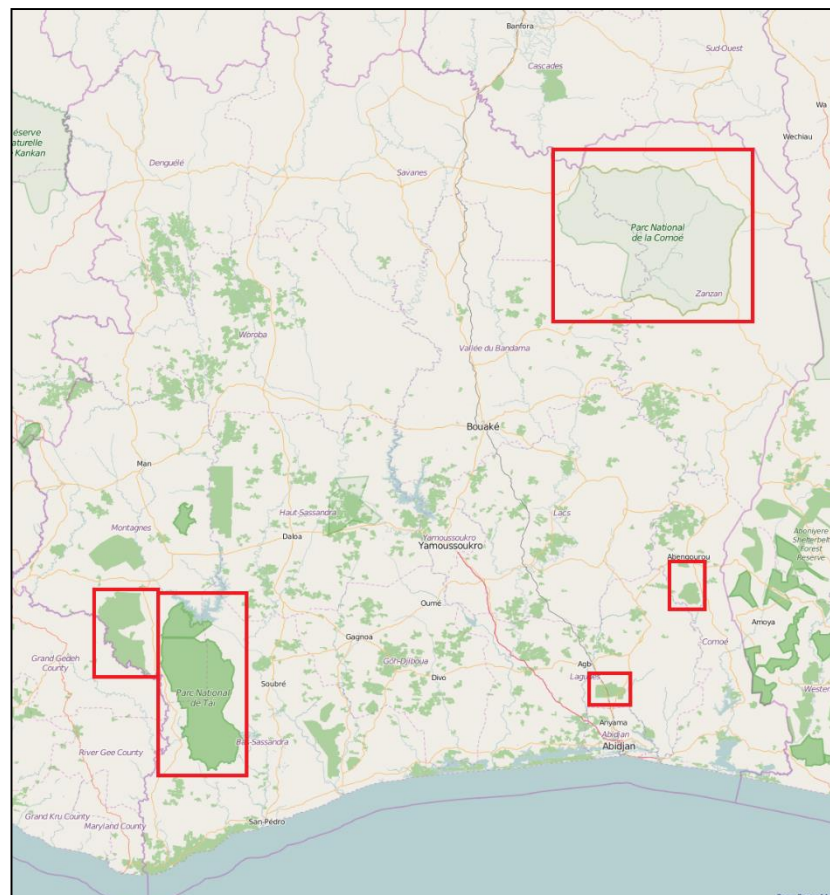 Banfora
Sud-Ouest
Cascades
Wa
Wechiau
éserve
aturelle
Kankan
Denguélé
Savanes
Parc National
de la Comoé
Zanzan
Woroba
Vallée du Bandama
Bouaké
Man
Haut-Sassandra
Lacs
Montagnes
Daloa
Yamoussoukro
Yamoussoukro
Abengourou
Shelterbelt
Forest
Reserve
Oumé
Amoya
Gagnoa
Gôh-Djiboua
Comoé
Grand Gedeh
County
Soubré
Divo
Agb
Lagunes
Parc National
de Taï
Western
Bas-Sassandra
Anyama
River Gee County
Abidjan
Abidjan
Grand Kru County
San-Pédro
Maryland County